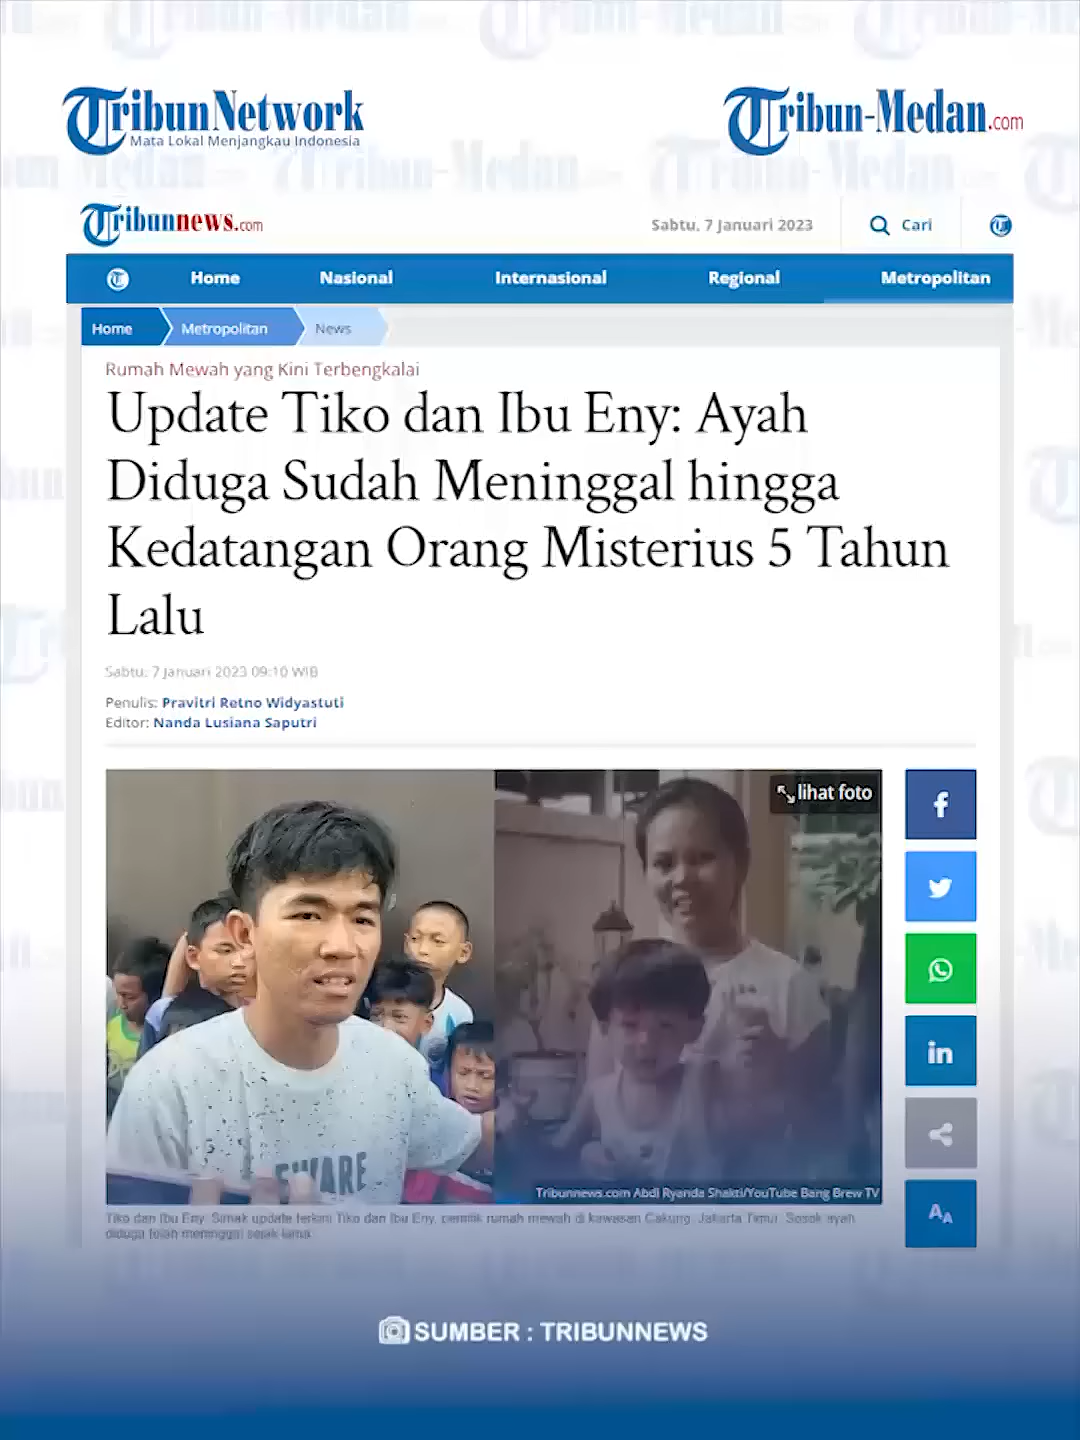 Tribun Network
Mata Lokal Menjangkau Indonesia
Tribun-Medan.com
Tribunnews.com
Sabtu, 7 Januari 2023
Cari
Home
Nasional
Internasional
Regional
Metropolitan
Home
Metropolitan
News
Rumah Mewah yang Kini Terbengkalai
Update Tiko dan Ibu Eny: Ayah
Diduga Sudah Meninggal hingga
Kedatangan Orang Misterius 5 Tahun
Lalu
Sabtu, 7 Januari 2023 09:10 WIB
Penulis: Pravitri Retno Widyastuti
Editor: Nanda Lusiana Saputri
lihat foto
Tribunnews.com Abdi Ryanda Shakti/YouTube Bang Brew TV
Tiko dan Ibu Eny. Simak update terkini Tiko dan Ibu Eny, pemilik rumah mewah di kawasan Cakung, Jakarta Timur. Sosok ayah
diduga telah meninggal sejak lama.
SUMBER : TRIBUNNEWS